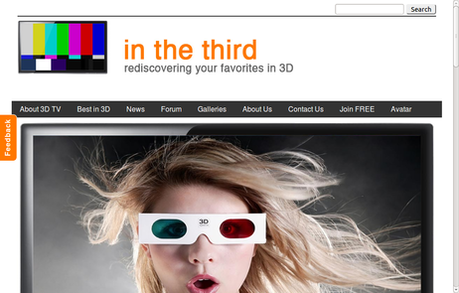 Search
in the third
rediscovering your favorites in 3D
About 3D TV Best in 3D News Forum Galleries About Us Contact Us Join FREE Avatar
Feedback
3D